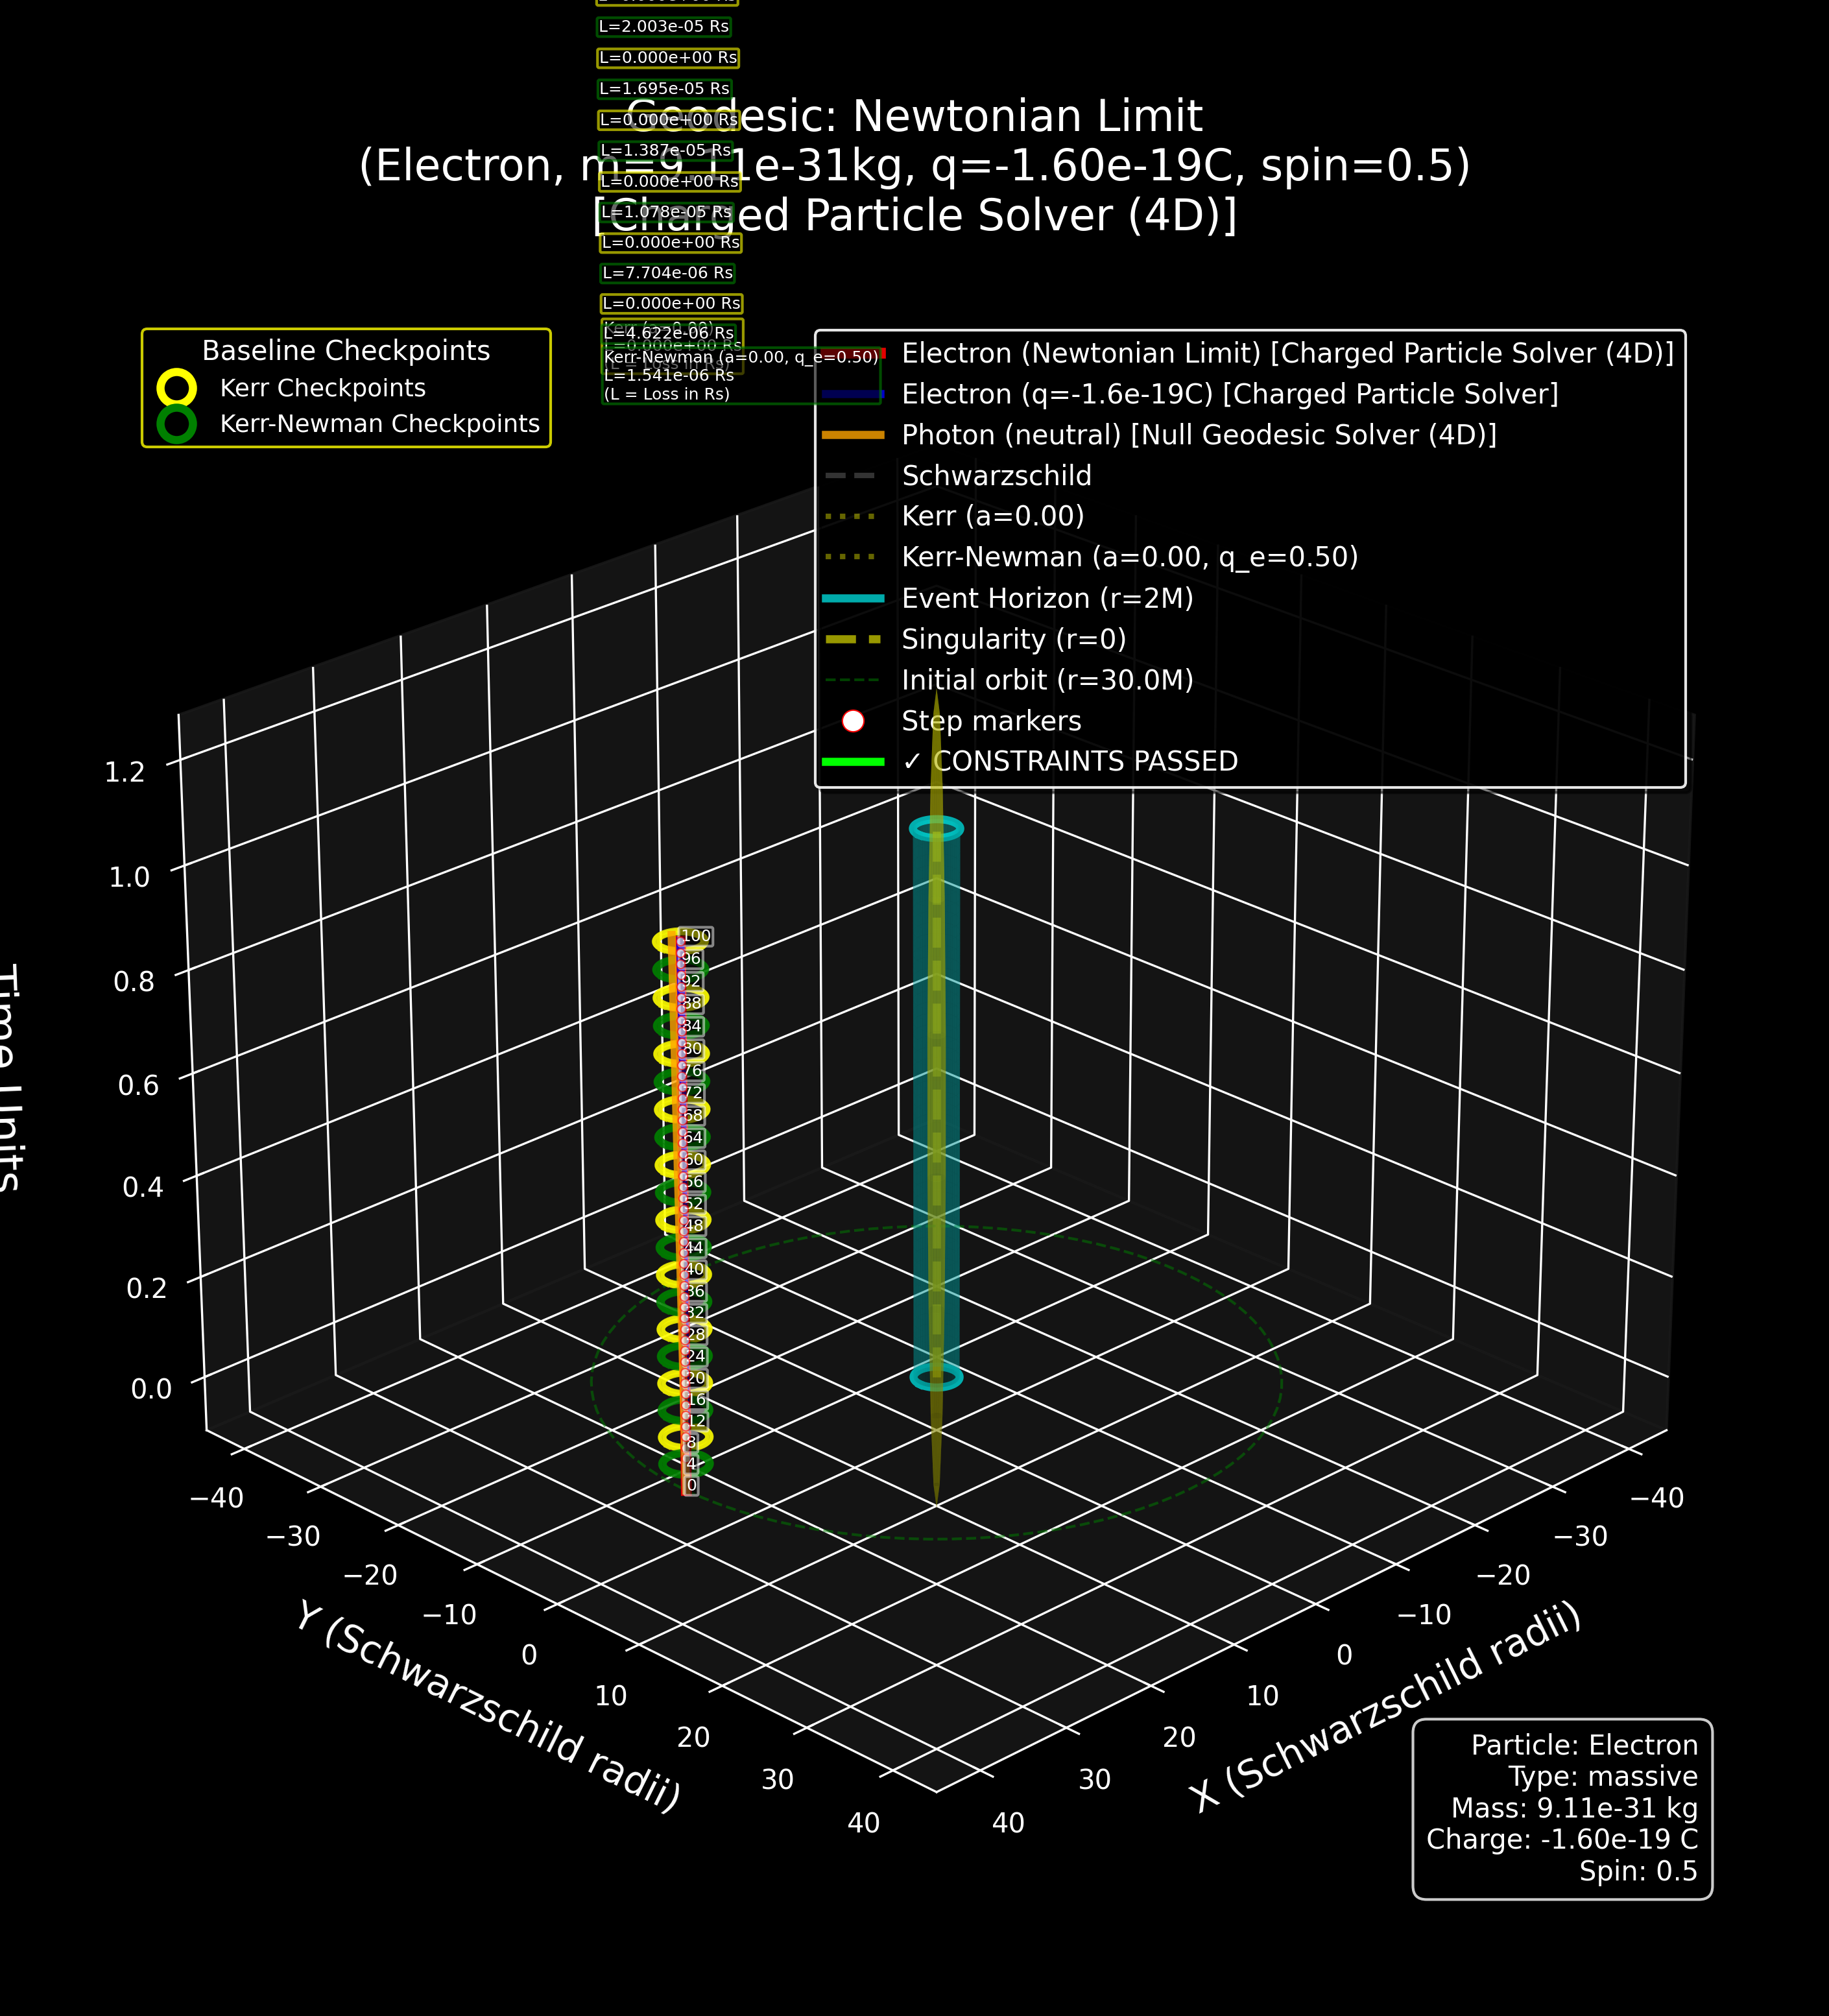 L=2.003e-05 Rs
L=0.000e+00 Rs
L=1.695e-05 Rs
L=0.000e+00 Rs
L=1.387e-05 Rs
L=0.000e+00 Rs
L=1.078e-05 Rs
L=0.000e+00 Rs
L=7.704e-06 Rs
L=0.000e+00 Rs
L=4.622e-06 Rs
Kerr-Newman (a=0.00, q_e=0.50)
L=1.541e-06 Rs
(L = Loss in Rs)
Geodesic: Newtonian Limit
(Electron, m=9.11e-31kg, q=-1.60e-19C, spin=0.5)
[Charged Particle Solver (4D)]
Baseline Checkpoints
Kerr Checkpoints
Kerr-Newman Checkpoints
Electron (Newtonian Limit) [Charged Particle Solver (4D)]
Electron (q=-1.6e-19C) [Charged Particle Solver]
Photon (neutral) [Null Geodesic Solver (4D)]
Schwarzschild
Kerr (a=0.00)
Kerr-Newman (a=0.00, q_e=0.50)
Event Horizon (r=2M)
Singularity (r=0)
Initial orbit (r=30.0M)
Step markers
✓ CONSTRAINTS PASSED
1.2
1.0
0.8
0.6
0.4
0.2
0.0
Time Units
100
96
92
88
84
80
76
72
68
64
60
56
52
48
44
40
36
32
28
24
20
16
12
8
4
0
−40
−30
−20
−10
0
10
20
30
40
Y (Schwarzschild radii)
−40
−30
−20
−10
0
10
20
30
40
X (Schwarzschild radii)
Particle: Electron
Type: massive
Mass: 9.11e-31 kg
Charge: -1.60e-19 C
Spin: 0.5